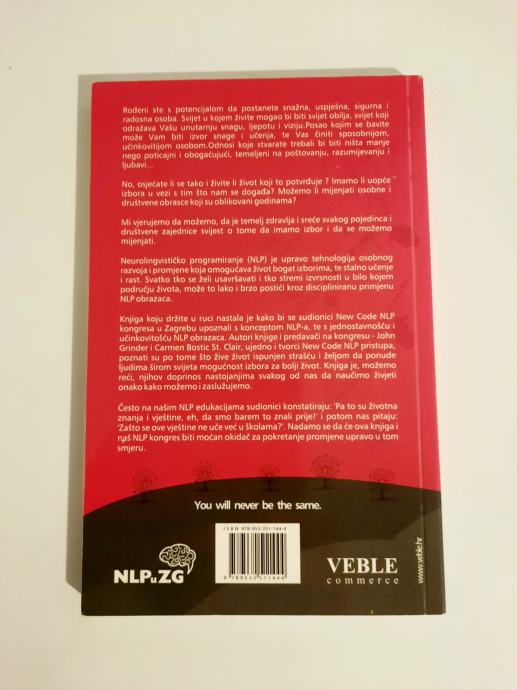 Rođeni ste s potencijalom da postanete snažna, uspješna, sigurna i
radosna osoba. Svijet u kojem živite mogao bi biti svijet obilja, svijet koji
odražava Vašu unutarnju snagu, ljepotu i viziju.Posao kojim se bavite
može Vam biti izvor snage i učenja, te Vas činiti sposobnijom,
učinkovitijom osobom.Odnosi koje stvarate trebali bi biti ništa manje
nego poticajni i obogaćujući, temeljeni na poštovanju, razumijevanju i
ljubavi...
No, osjećate li se tako i živite li život koji to potvrđuje ? Imamo li uopće
izbora u vezi s tim što nam se događa? Možemo li mijenjati osobne i
društvene obrasce koji su oblikovani godinama?
Mi vjerujemo da možemo, da je temelj zdravlja i sreće svakog pojedinca i
društvene zajednice svijest o tome da imamo izbor i da se možemo
mijenjati.
Neurolingvističko programiranje (NLP) je upravo tehnologija osobnog
razvoja i promjene koja omogućava život bogat izborima, te stalno učenje
i rast. Svatko tko se želi usavršavati i tko stremi izvrsnosti u bilo kojem
području života, može to lako i brzo postići kroz discipliniranu primjenu
NLP obrazaca.
Knjiga koju držite u ruci nastala je kako bi se sudionici New Code NLP
kongresa u Zagrebu upoznali s konceptom NLP-a, te s jednostavnošću i
učinkovitošću NLP obrazaca. Autori knjige i predavači na kongresu - John
Grinder i Carmen Bostic St. Clair, ujedno i tvorci New Code NLP pristupa,
poznati su po tome što žive život ispunjen strašću i željom da ponude
ljudima širom svijeta mogućnost izbora za bolji život. Knjiga je, možemo
reći, njihov doprinos nastojanjima svakog od nas da naučimo živjeti
onako kako možemo i zaslužujemo.
Često na našim NLP edukacijama sudionici konstatiraju: 'Pa to su životna
znanja i vještine, eh, da smo barem to znali prije!' i potom nas pitaju:
'Zašto se ove vještine ne uče već u školama?'. Nadamo se da će ova knjiga i
naš NLP kongres biti moćan okidač za pokretanje promjene upravo u tom
smjeru.
You will never be the same.
ISBN 978-953-251-144-4
9 789532 511444
NLP u ZG
VEBLE
commerce
www.veble.hr